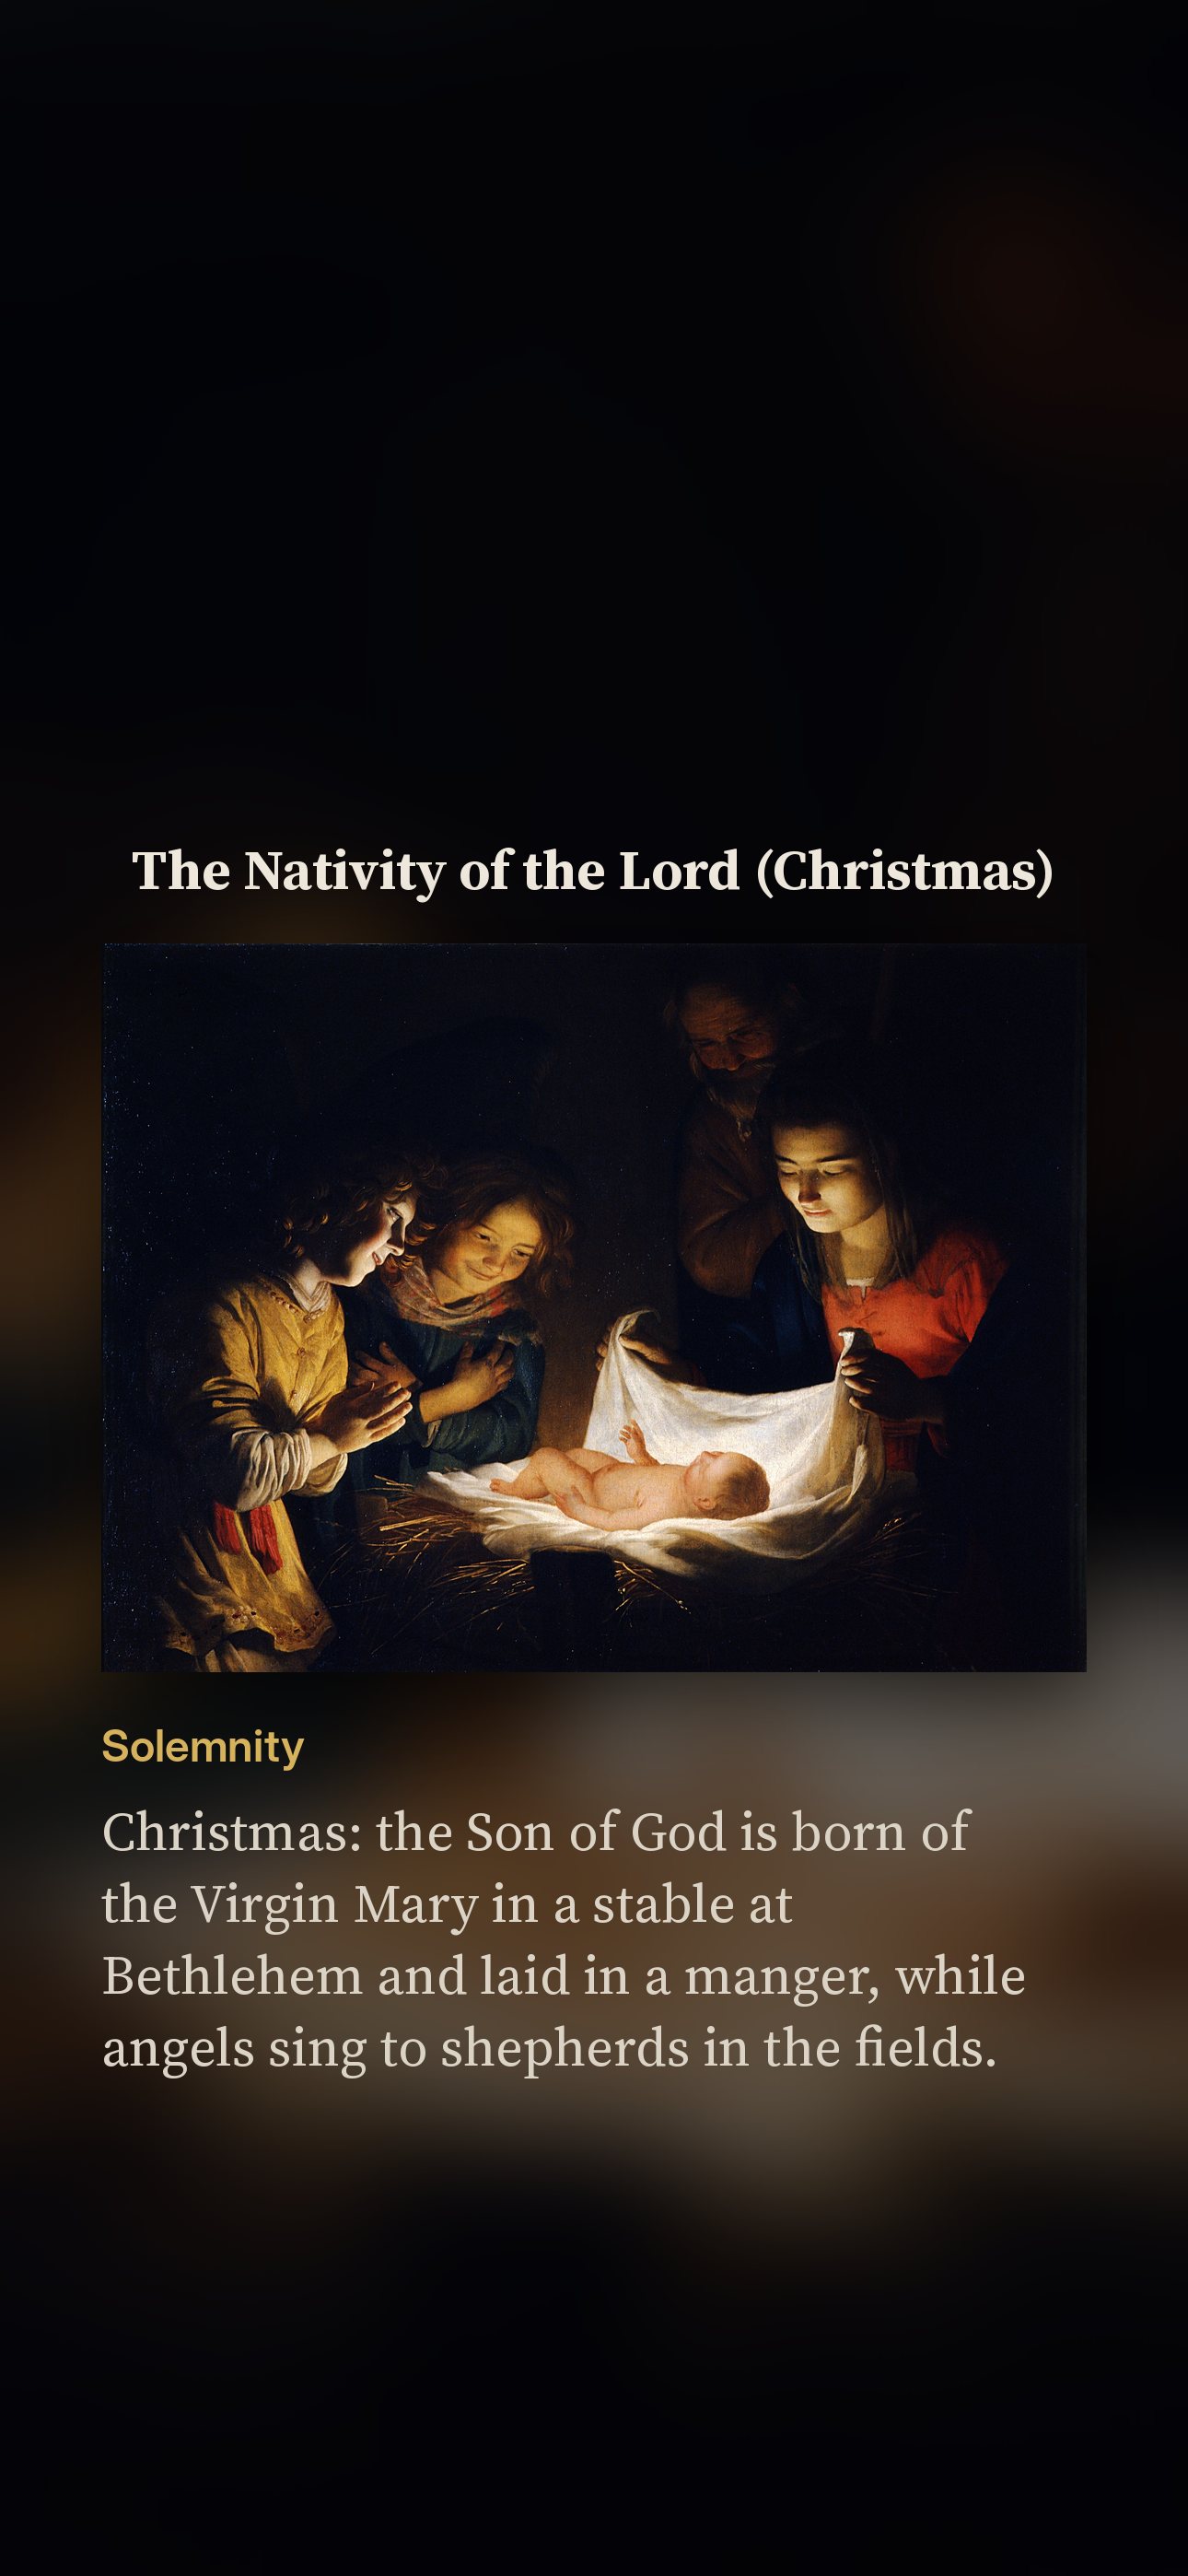 The Nativity of the Lord (Christmas)
Solemnity
Christmas: the Son of God is born of
the Virgin Mary in a stable at
Bethlehem and laid in a manger, while
angels sing to shepherds in the fields.